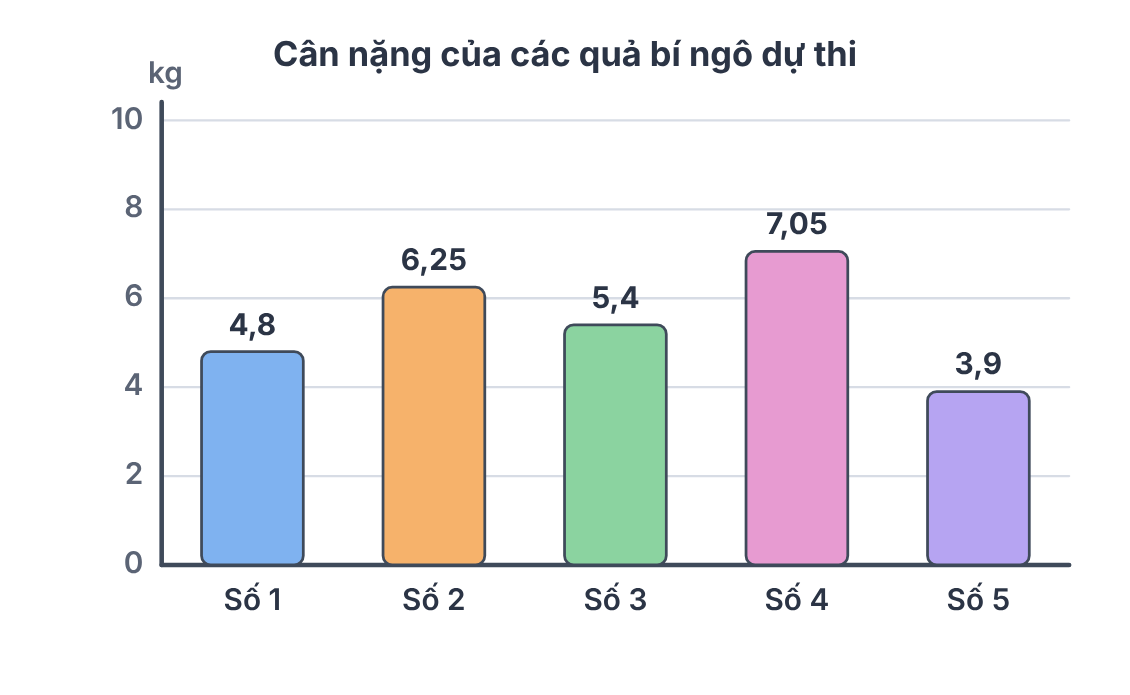 Cân nặng của các quả bí ngô dự thi
kg
10
8
6
4
2
0
4,8
6,25
5,4
7,05
3,9
Số 1
Số 2
Số 3
Số 4
Số 5